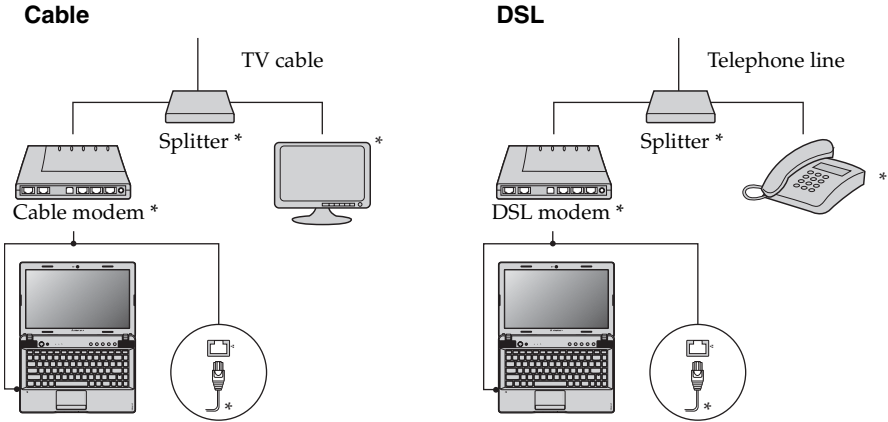 Cable
TV cable
Splitter *
*
Cable modem *
*
DSL
Telephone line
Splitter *
*
DSL modem *
*